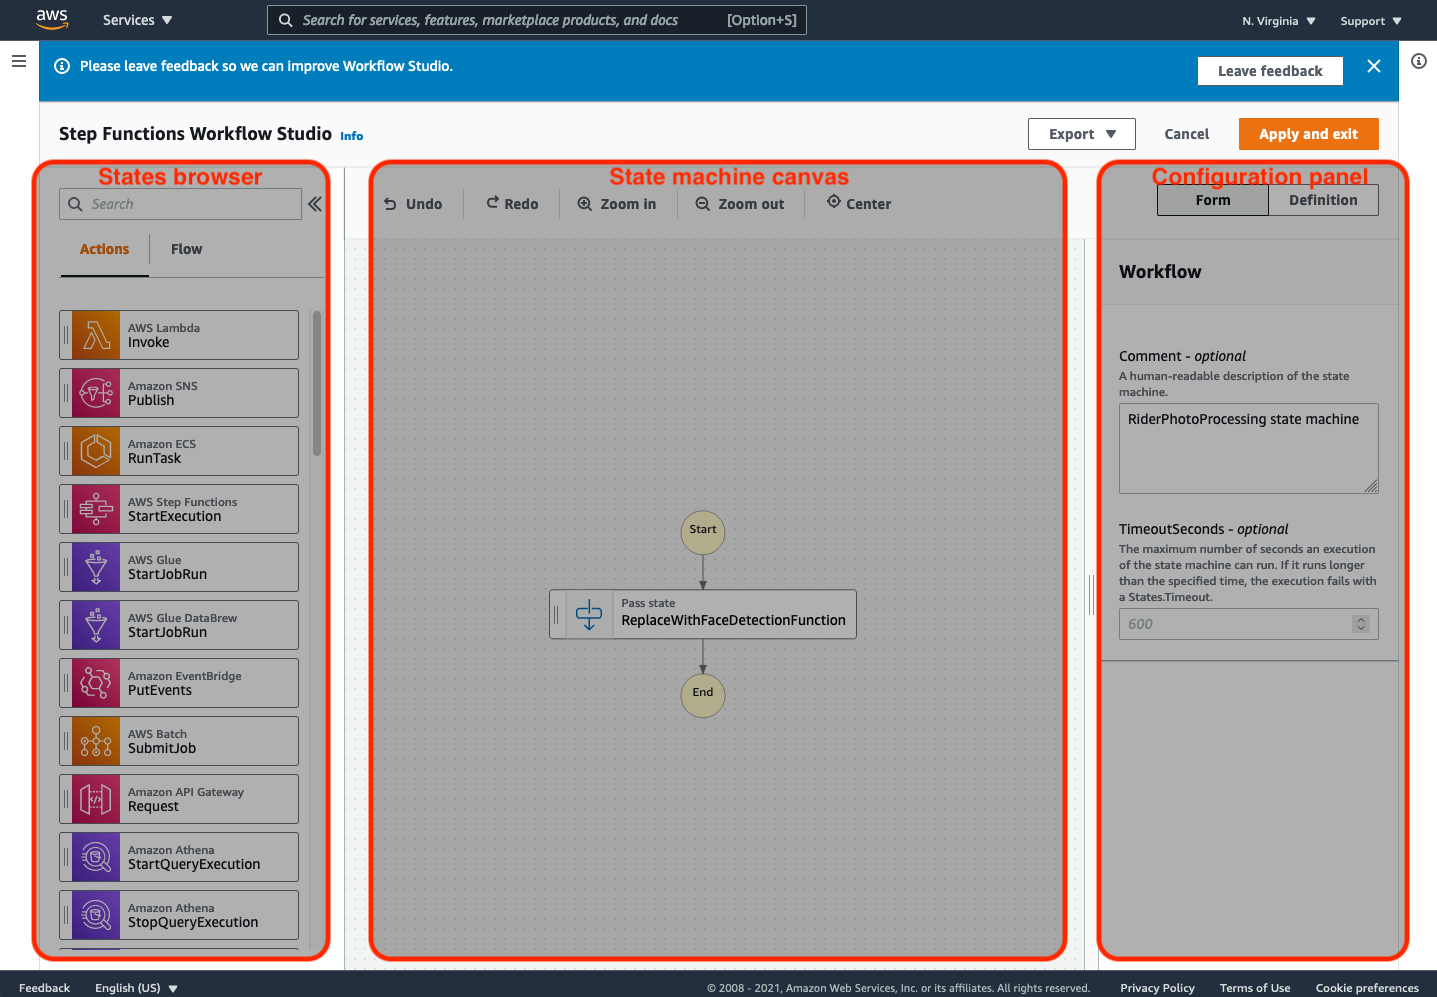 aws
Services
Search for services, features, marketplace products, and docs
[Option+S]
N. Virginia
Support
Please leave feedback so we can improve Workflow Studio.
Leave feedback
Step Functions Workflow Studio
Info
Export
Cancel
Apply and exit
States browser
Search
Actions
Flow
AWS Lambda
Invoke
Amazon SNS
Publish
Amazon ECS
RunTask
AWS Step Functions
StartExecution
AWS Glue
StartJobRun
AWS Glue DataBrew
StartJobRun
Amazon EventBridge
PutEvents
AWS Batch
SubmitJob
Amazon API Gateway
Request
Amazon Athena
StartQueryExecution
Amazon Athena
StopQueryExecution
State machine canvas
Undo
Redo
Zoom in
Zoom out
Center
Start
Pass state
ReplaceWithFaceDetectionFunction
End
Configuration panel
Form
Definition
Workflow
Comment - optional
A human-readable description of the state
machine.
RiderPhotoProcessing state machine
TimeoutSeconds - optional
The maximum number of seconds an execution
of the state machine can run. If it runs longer
than the specified time, the execution fails with
a States.Timeout.
600
Feedback
English (US)
© 2008 - 2021, Amazon Web Services, Inc. or its affiliates. All rights reserved.
Privacy Policy
Terms of Use
Cookie preferences